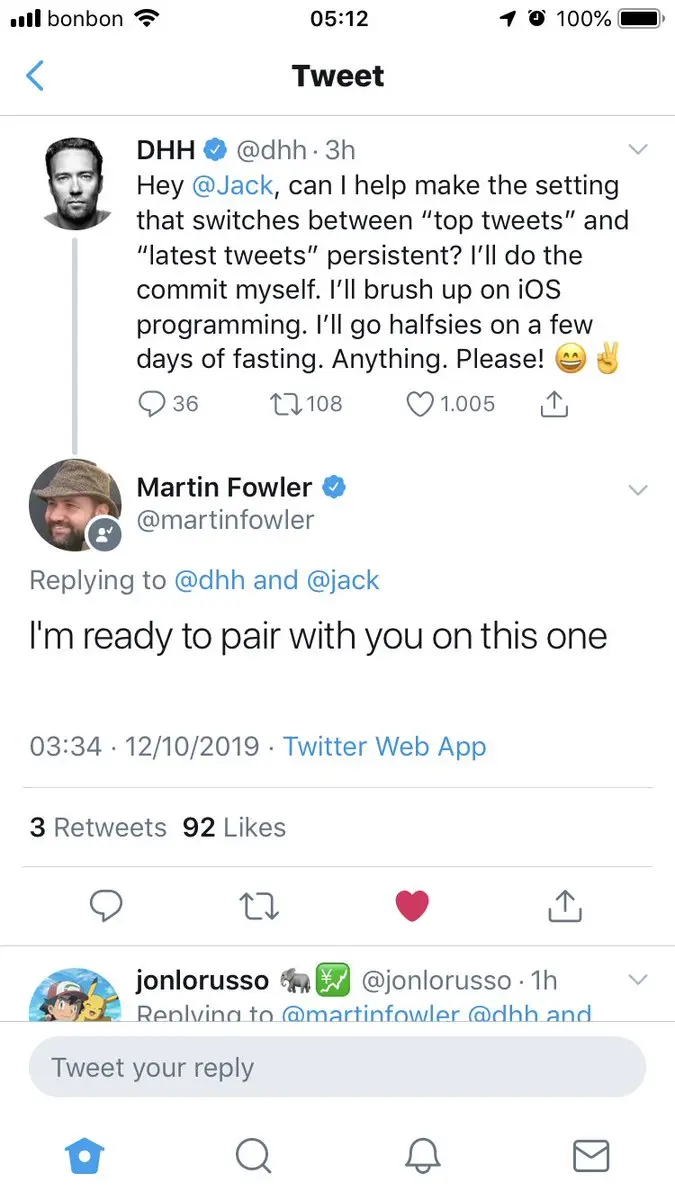 bonbon 05:12 100%
Tweet
DHH @dhh · 3h
Hey @Jack, can I help make the setting
that switches between “top tweets” and
“latest tweets” persistent? I’ll do the
commit myself. I’ll brush up on iOS
programming. I’ll go halfsies on a few
days of fasting. Anything. Please! 😄✌️
36 108 1.005
Martin Fowler
@martinfowler
Replying to @dhh and @jack
I'm ready to pair with you on this one
03:34 · 12/10/2019 · Twitter Web App
3 Retweets 92 Likes
jonlorusso 🐘💹 @jonlorusso · 1h
Replying to @martinfowler @dhh and
Tweet your reply